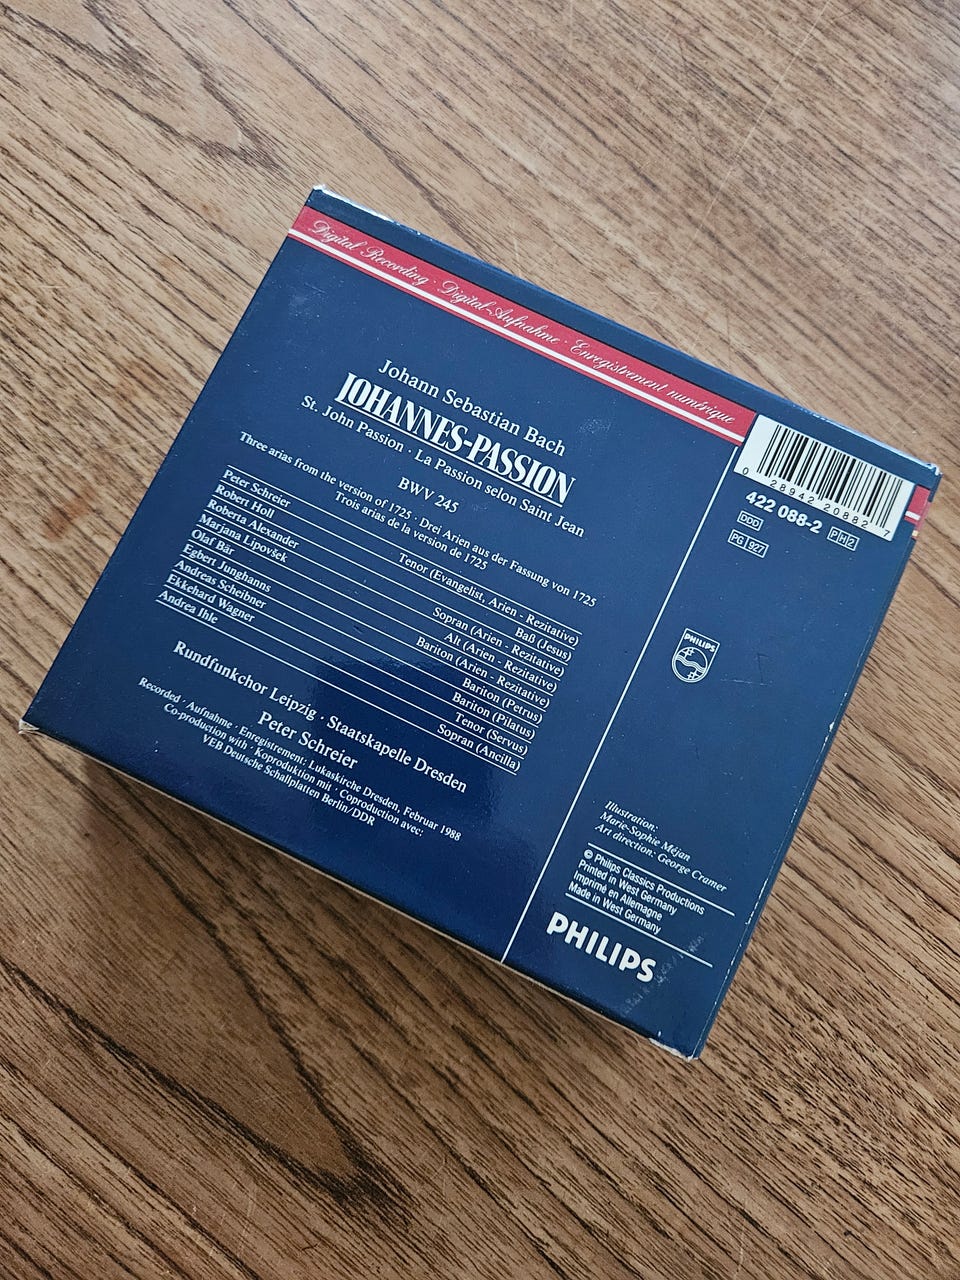 Digital Recording · Digital-Aufnahme · Enregistrement numérique
Johann Sebastian Bach
JOHANNES-PASSION
St. John Passion · La Passion selon Saint Jean
BWV 245
Three arias from the version of 1725 · Drei Arien aus der Fassung von 1725
Trois arias de la version de 1725
Peter Schreier Tenor (Evangelist, Arien - Rezitative)
Robert Holl Baß (Jesus)
Roberta Alexander Sopran (Arien - Rezitative)
Marjana Lipovšek Alt (Arien - Rezitative)
Olaf Bär Bariton (Arien - Rezitative)
Egbert Junghanns Bariton (Petrus)
Andreas Scheibner Bariton (Pilatus)
Ekkehard Wagner Tenor (Servus)
Andrea Ihle Sopran (Ancilla)
Rundfunkchor Leipzig · Staatskapelle Dresden
Peter Schreier
Recorded · Aufnahme · Enregistrement: Lukaskirche Dresden, Februar 1988
Co-production with · Koproduktion mit · Coproduction avec:
VEB Deutsche Schallplatten Berlin/DDR
0 28942 20882 7
422 088-2
DDD
PH2
PG 927
PHILIPS
Illustration:
Marie-Sophie Méjan
Art direction: George Cramer
© Philips Classics Productions
Printed in West Germany
Imprimé en Allemagne
Made in West Germany
PHILIPS